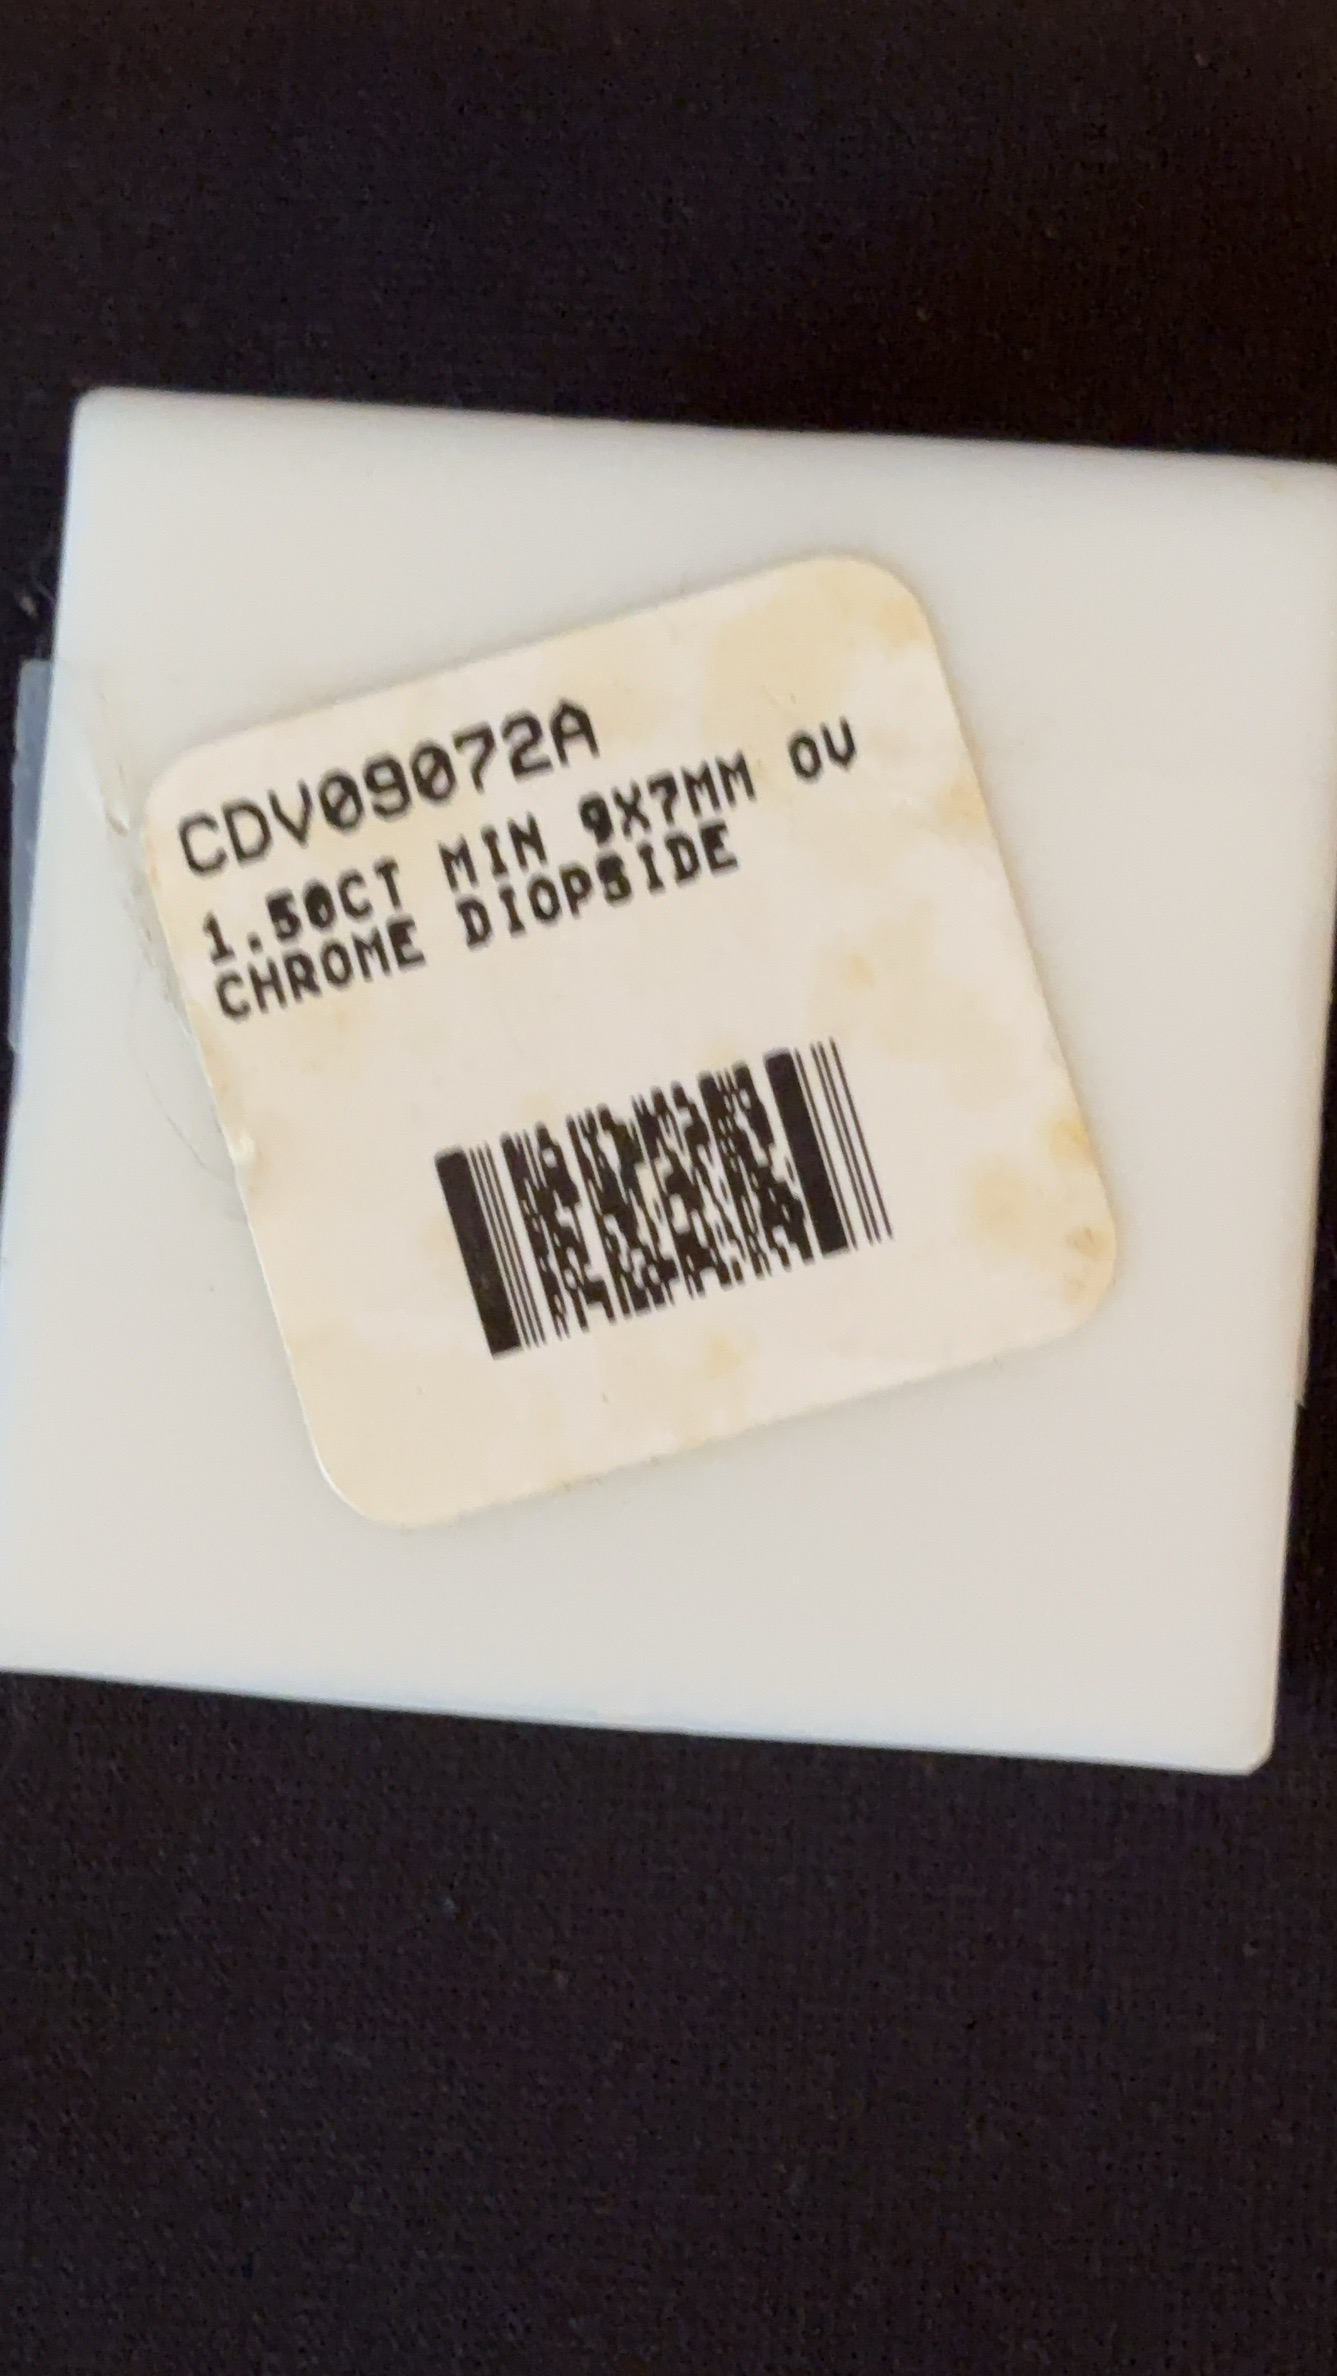 CDV09072A
1.50CT MIN 9X7MM OV
CHROME DIOPSIDE